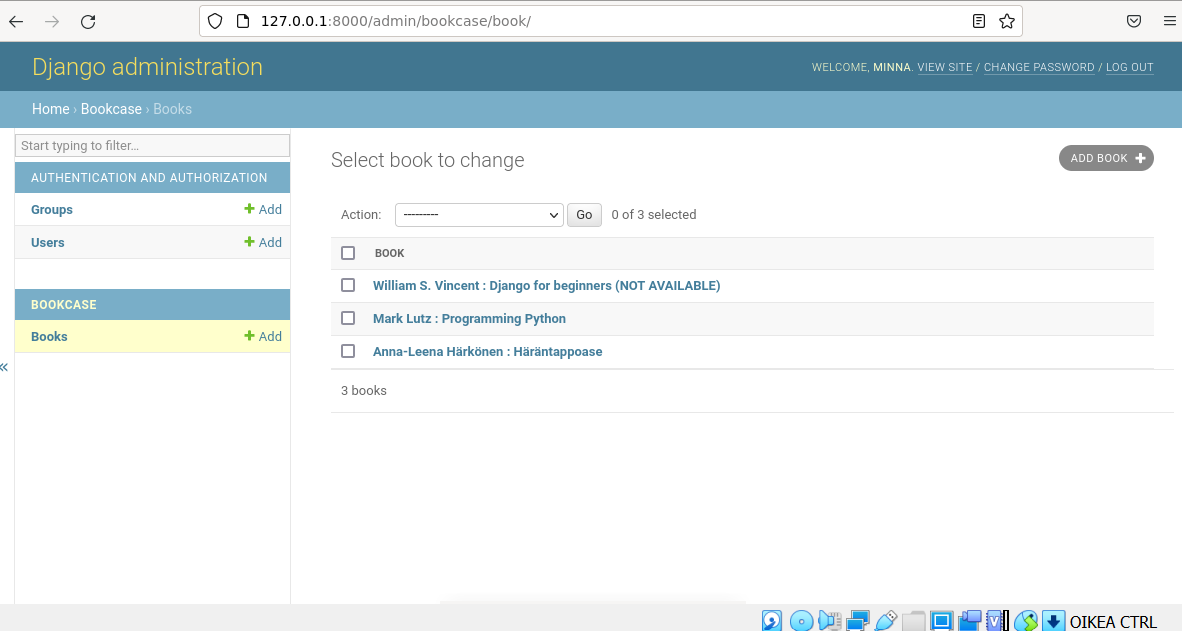 127.0.0.1:8000/admin/bookcase/book/
Django administration
WELCOME, MINNA. VIEW SITE / CHANGE PASSWORD / LOG OUT
Home › Bookcase › Books
Start typing to filter...
AUTHENTICATION AND AUTHORIZATION
Groups + Add
Users + Add
BOOKCASE
Books + Add
«
Select book to change
ADD BOOK +
Action: --------- Go 0 of 3 selected
BOOK
William S. Vincent : Django for beginners (NOT AVAILABLE)
Mark Lutz : Programming Python
Anna-Leena Härkönen : Häräntappoase
3 books
OIKEA CTRL